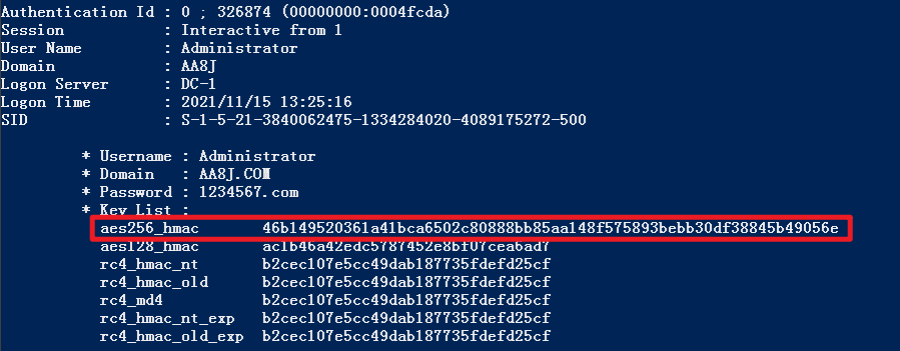 Authentication Id : 0 ; 326874 (00000000:0004fcda)
Session : Interactive from 1
User Name : Administrator
Domain : AA8J
Logon Server : DC-1
Logon Time : 2021/11/15 13:25:16
SID : S-1-5-21-3840062475-1334284020-4089175272-500
* Username : Administrator
* Domain : AA8J.COM
* Password : 1234567.com
* Key List :
aes256_hmac 46b149520361a41bca6502c80888bb85aa148f575893bebb30df38845b49056e
aes128_hmac ac1b46a42edc5787452e8bf07cea6ad7
rc4_hmac_nt b2cec107e5cc49dab187735fdefd25cf
rc4_hmac_old b2cec107e5cc49dab187735fdefd25cf
rc4_md4 b2cec107e5cc49dab187735fdefd25cf
rc4_hmac_nt_exp b2cec107e5cc49dab187735fdefd25cf
rc4_hmac_old_exp b2cec107e5cc49dab187735fdefd25cf